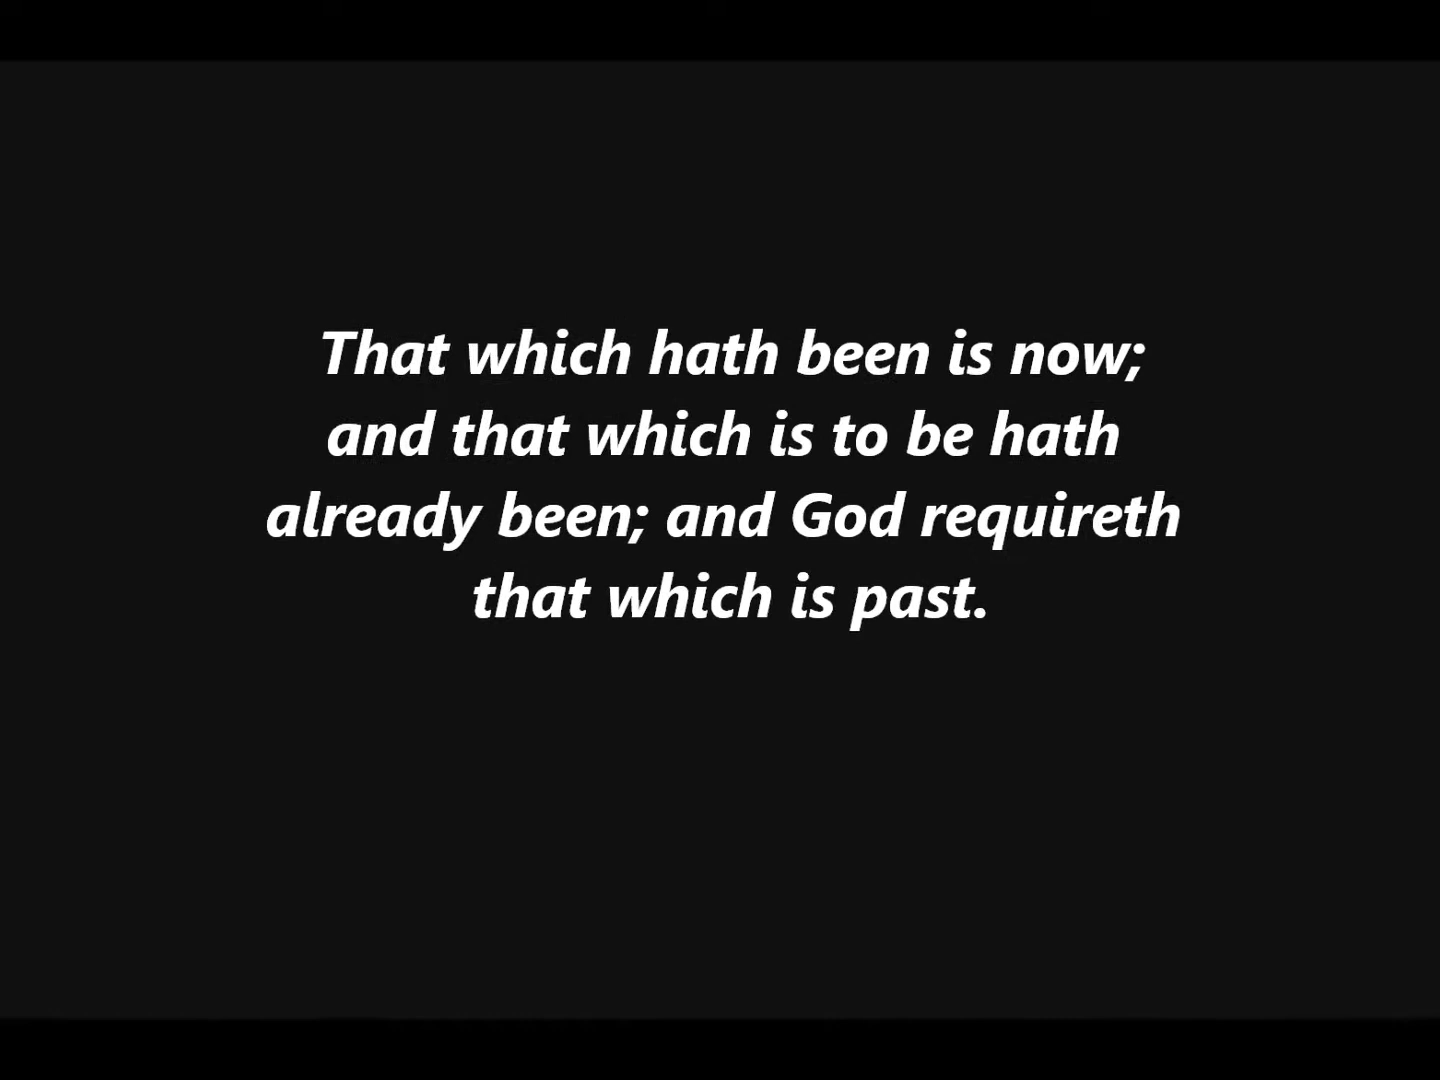 That which hath been is now;
and that which is to be hath
already been; and God requireth
that which is past.